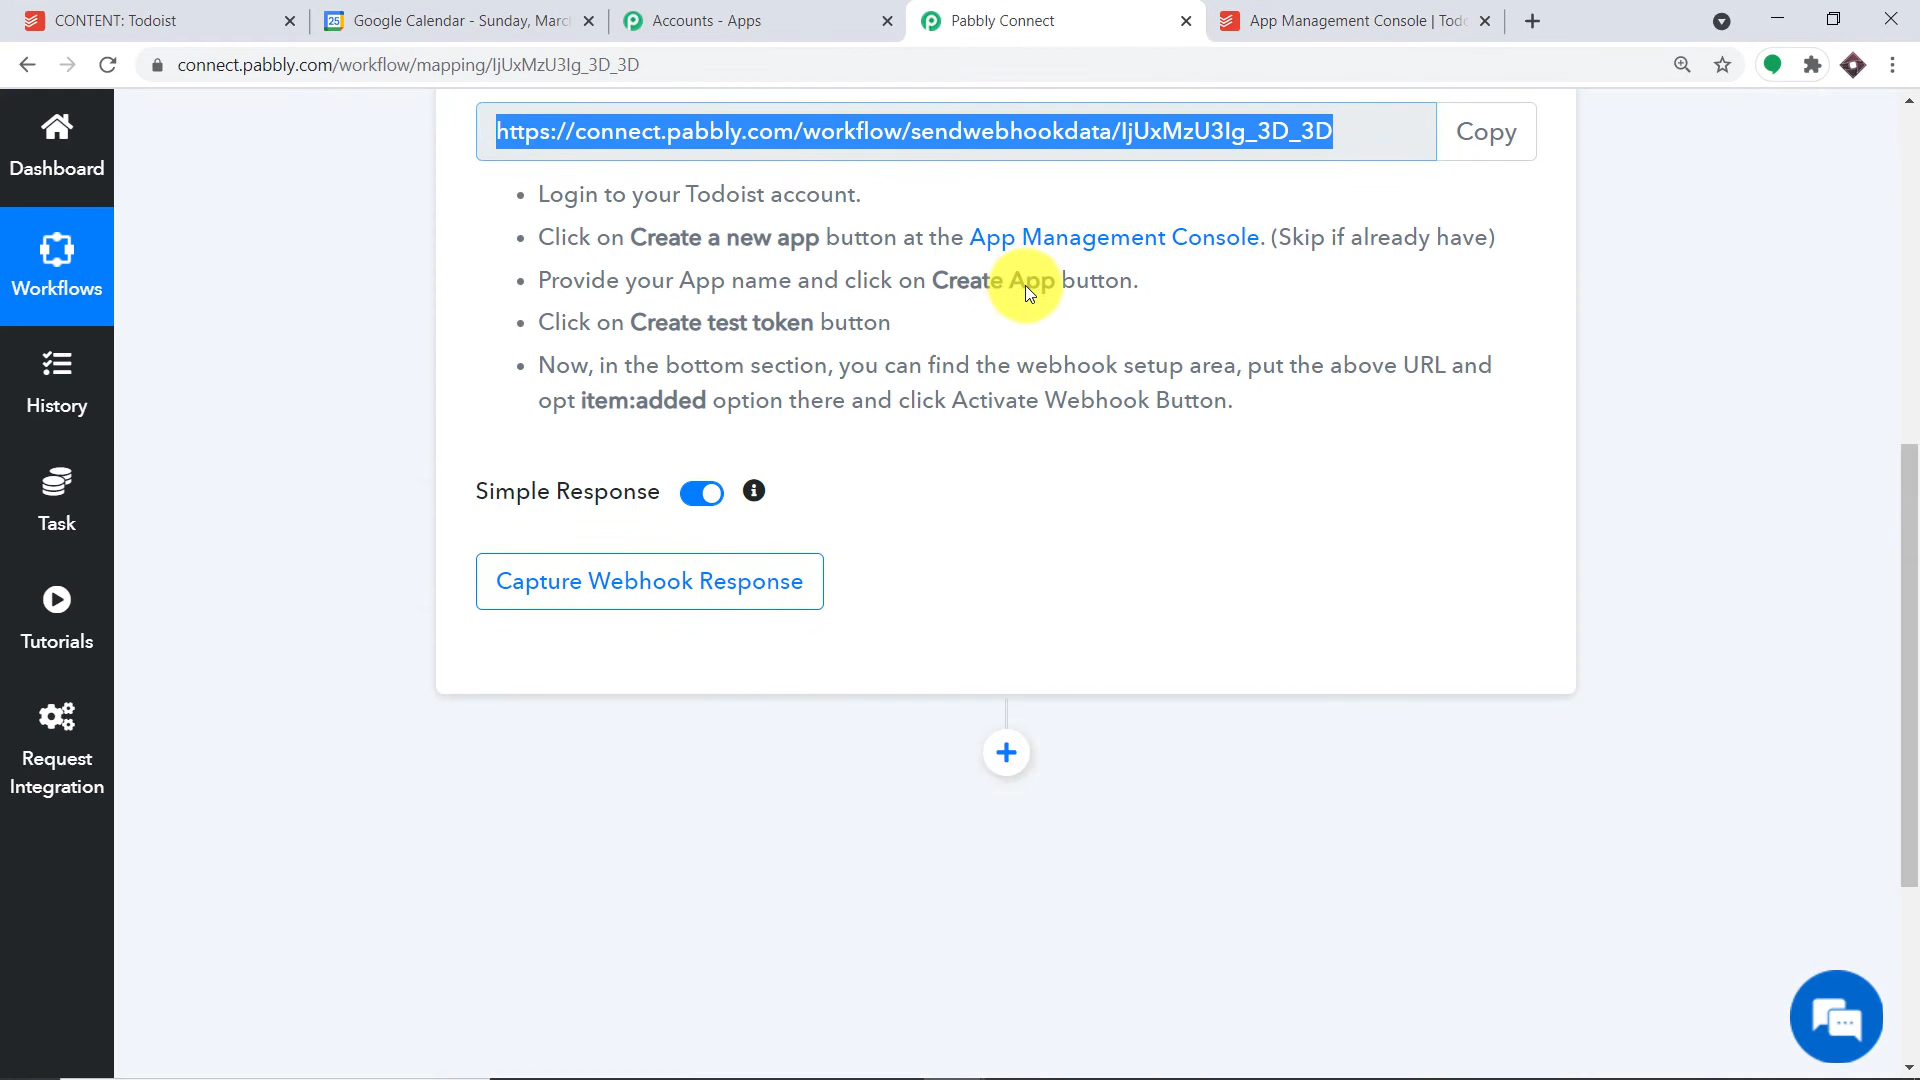 CONTENT: Todoist
25
Google Calendar - Sunday, Marc
Accounts - Apps
Pabbly Connect
App Management Console | Todo
connect.pabbly.com/workflow/mapping/IjUxMzU3Ig_3D_3D
Dashboard
Workflows
History
Task
Tutorials
Request
Integration
https://connect.pabbly.com/workflow/sendwebhookdata/IjUxMzU3Ig_3D_3D
Copy
• Login to your Todoist account.
• Click on Create a new app button at the App Management Console. (Skip if already have)
• Provide your App name and click on Create App button.
• Click on Create test token button
• Now, in the bottom section, you can find the webhook setup area, put the above URL and
opt item:added option there and click Activate Webhook Button.
Simple Response
Capture Webhook Response